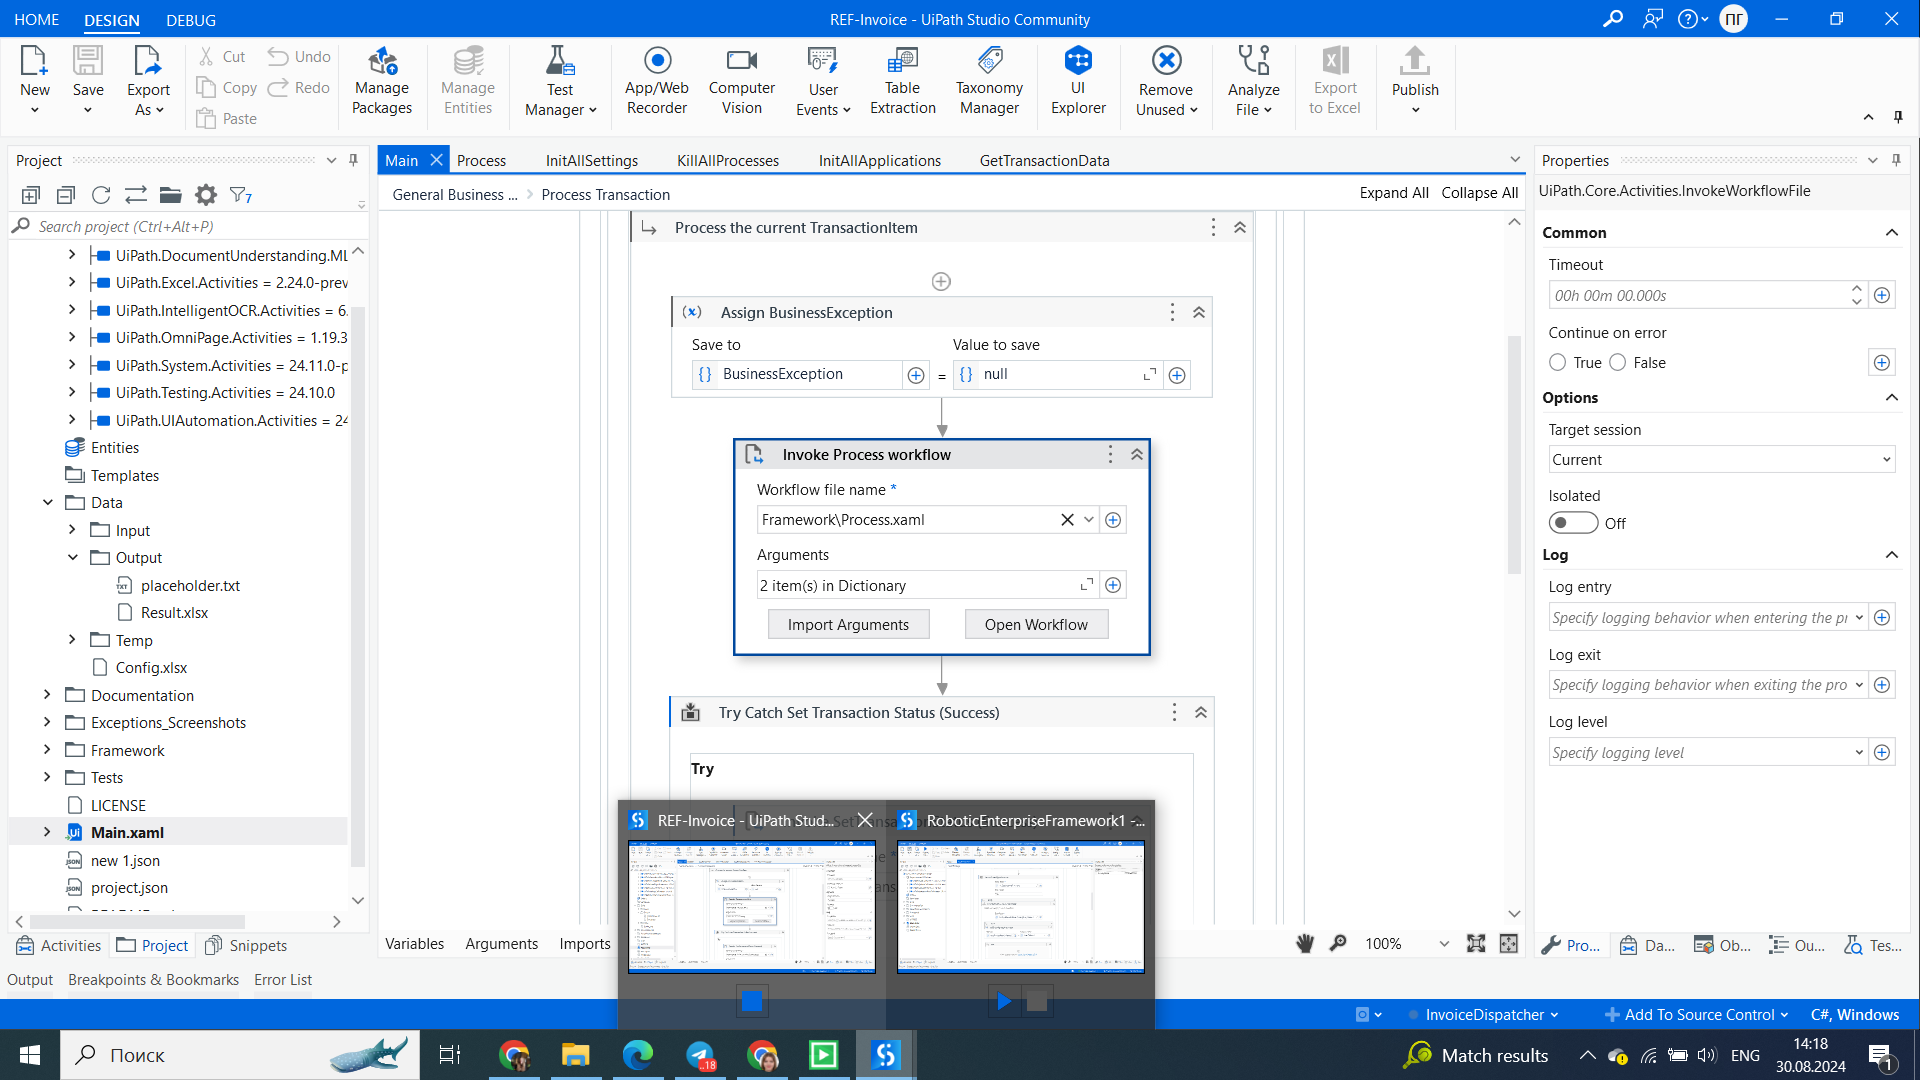 HOME DESIGN DEBUG
REF-Invoice - UiPath Studio Community
ПГ
New
Save
Export As
Cut
Copy
Paste
Undo
Redo
Manage Packages
Manage Entities
Test Manager
App/Web Recorder
Computer Vision
User Events
Table Extraction
Taxonomy Manager
UI Explorer
Remove Unused
Analyze File
Export to Excel
Publish
Project
7
Search project (Ctrl+Alt+P)
UiPath.DocumentUnderstanding.ML
UiPath.Excel.Activities = 2.24.0-prev
UiPath.IntelligentOCR.Activities = 6.
UiPath.OmniPage.Activities = 1.19.3
UiPath.System.Activities = 24.11.0-p
UiPath.Testing.Activities = 24.10.0
UiPath.UIAutomation.Activities = 24
Entities
Templates
Data
Input
Output
placeholder.txt
Result.xlsx
Temp
Config.xlsx
Documentation
Exceptions_Screenshots
Framework
Tests
LICENSE
Main.xaml
new 1.json
project.json
Activities Project Snippets
Output Breakpoints & Bookmarks Error List
Main Process InitAllSettings KillAllProcesses InitAllApplications GetTransactionData
General Business ... > Process Transaction
Expand All Collapse All
Process the current TransactionItem
Assign BusinessException
Save to
Value to save
BusinessException = null
Invoke Process workflow
Workflow file name *
Framework\Process.xaml
Arguments
2 item(s) in Dictionary
Import Arguments
Open Workflow
Try Catch Set Transaction Status (Success)
Try
REF-Invoice - UiPath Stud...
RoboticEnterpriseFramework1 -...
Variables Arguments Imports
100%
Properties
UiPath.Core.Activities.InvokeWorkflowFile
Common
Timeout
00h 00m 00.000s
Continue on error
True False
Options
Target session
Current
Isolated
Off
Log
Log entry
Specify logging behavior when entering the pr
Log exit
Specify logging behavior when exiting the pro
Log level
Specify logging level
Pro... Da... Ob... Ou... Tes...
InvoiceDispatcher
Add To Source Control
C#, Windows
Поиск
..18
Match results
ENG
14:18
30.08.2024
1